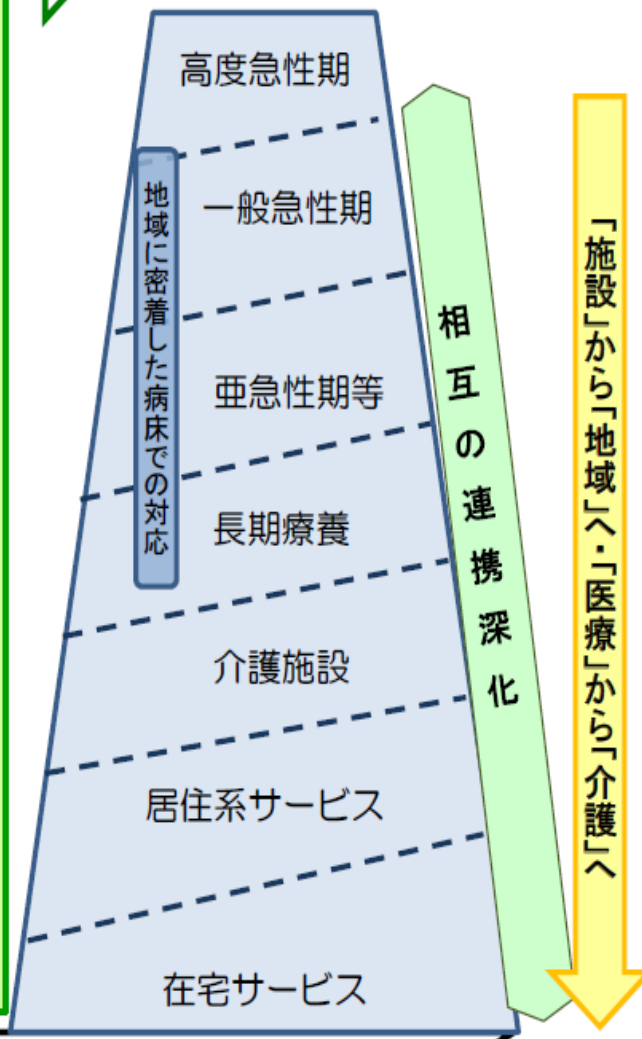 高度急性期
一般急性期
亜急性期等
長期療養
介護施設
居住系サービス
在宅サービス
地域に密着した病床での対応
相互の連携深化
「施設」から「地域」へ・「医療」から「介護」へ